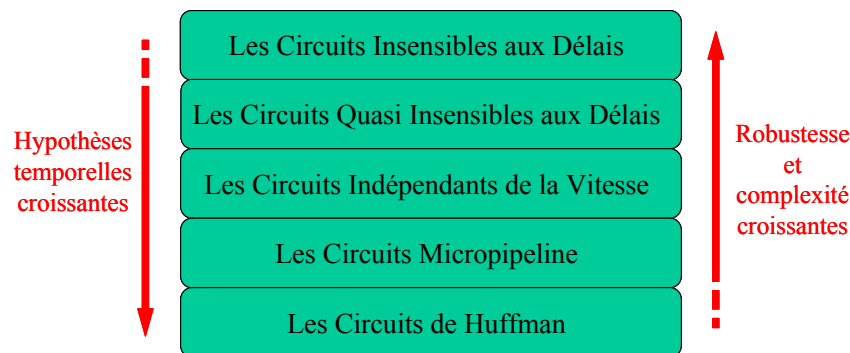 Les Circuits Insensibles aux Délais
Les Circuits Quasi Insensibles aux Délais
Les Circuits Indépendants de la Vitesse
Les Circuits Micropipeline
Les Circuits de Huffman
Hypothèses
temporelles
croissantes
Robustesse
et
complexité
croissantes